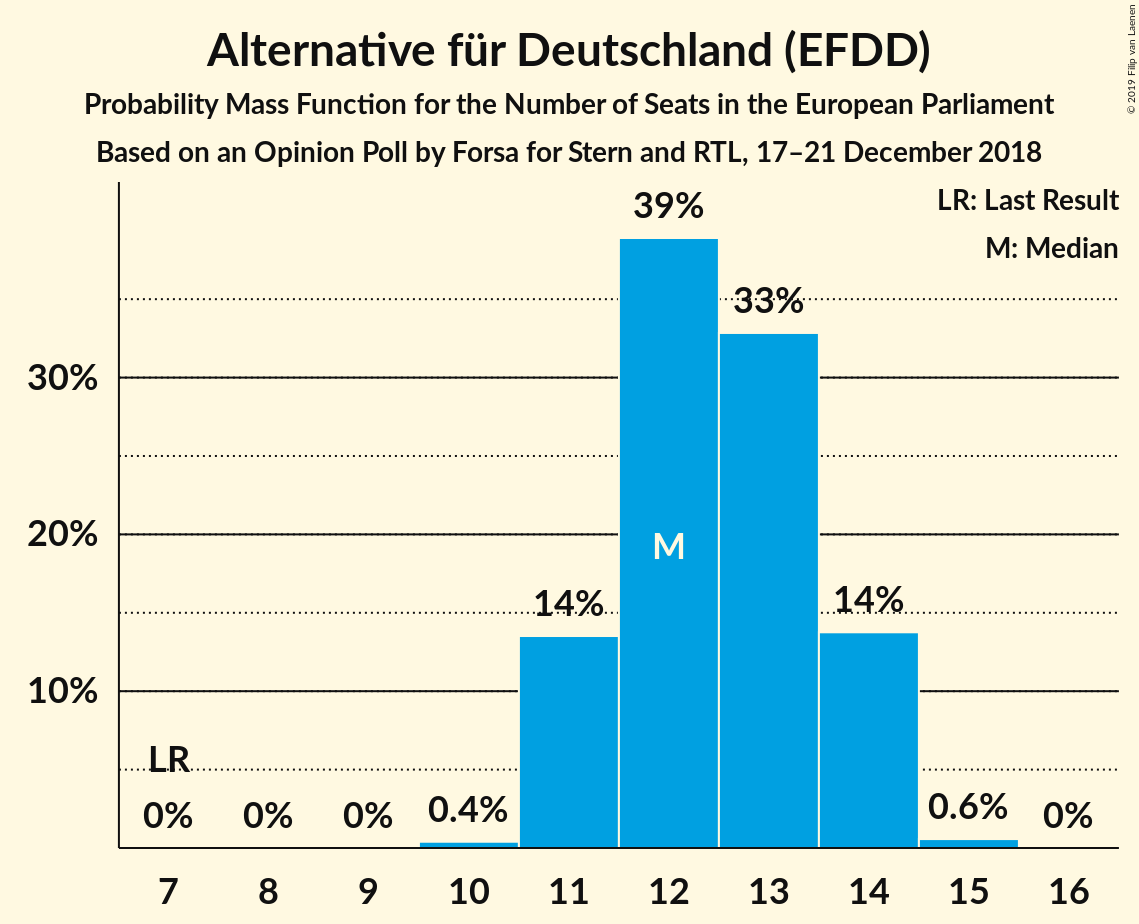 Alternative für Deutschland (EFDD)
Probability Mass Function for the Number of Seats in the European Parliament
Based on an Opinion Poll by Forsa for Stern and RTL, 17–21 December 2018
© 2019 Filip van Laenen
LR: Last Result
M: Median
39%
33%
30%
20%
M
14%
14%
10%
LR
0%
0%
0%
0.4%
0.6%
0%
7 8 9 10 11 12 13 14 15 16